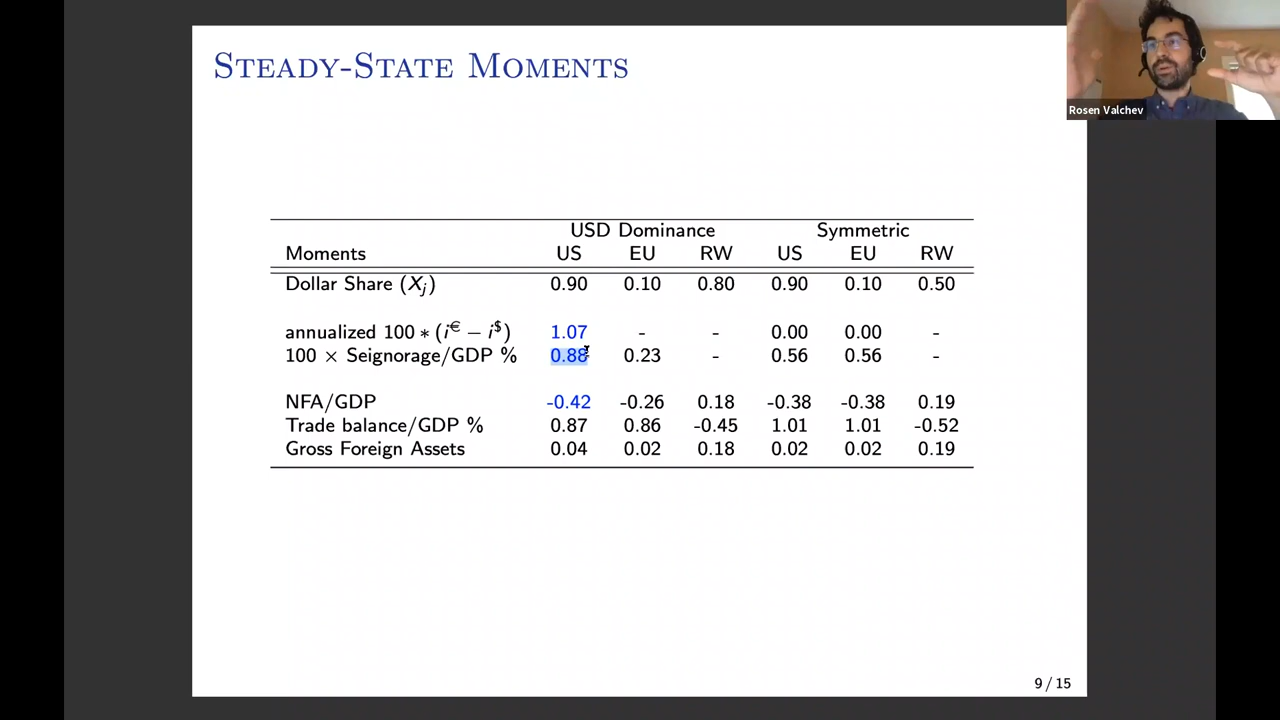 STEADY-STATE MOMENTS
Rosen Valchev
USD Dominance Symmetric
Moments US EU RW US EU RW
Dollar Share (Xj) 0.90 0.10 0.80 0.90 0.10 0.50
annualized 100 * (i€ − i$) 1.07 - - 0.00 0.00 -
100 × Seignorage/GDP % 0.88 0.23 - 0.56 0.56 -
NFA/GDP -0.42 -0.26 0.18 -0.38 -0.38 0.19
Trade balance/GDP % 0.87 0.86 -0.45 1.01 1.01 -0.52
Gross Foreign Assets 0.04 0.02 0.18 0.02 0.02 0.19
9 / 15